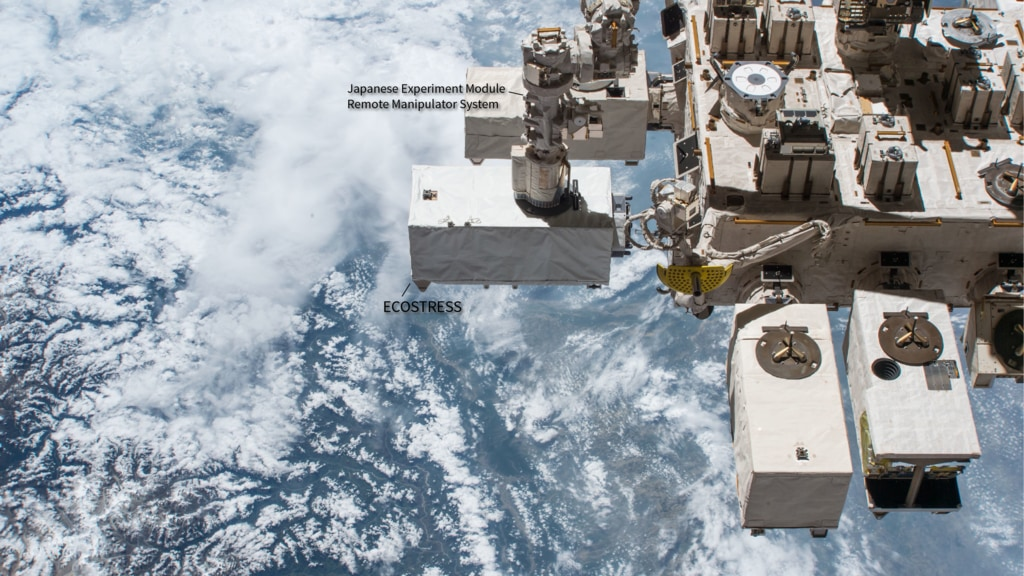 Japanese Experiment Module
Remote Manipulator System
ECOSTRESS